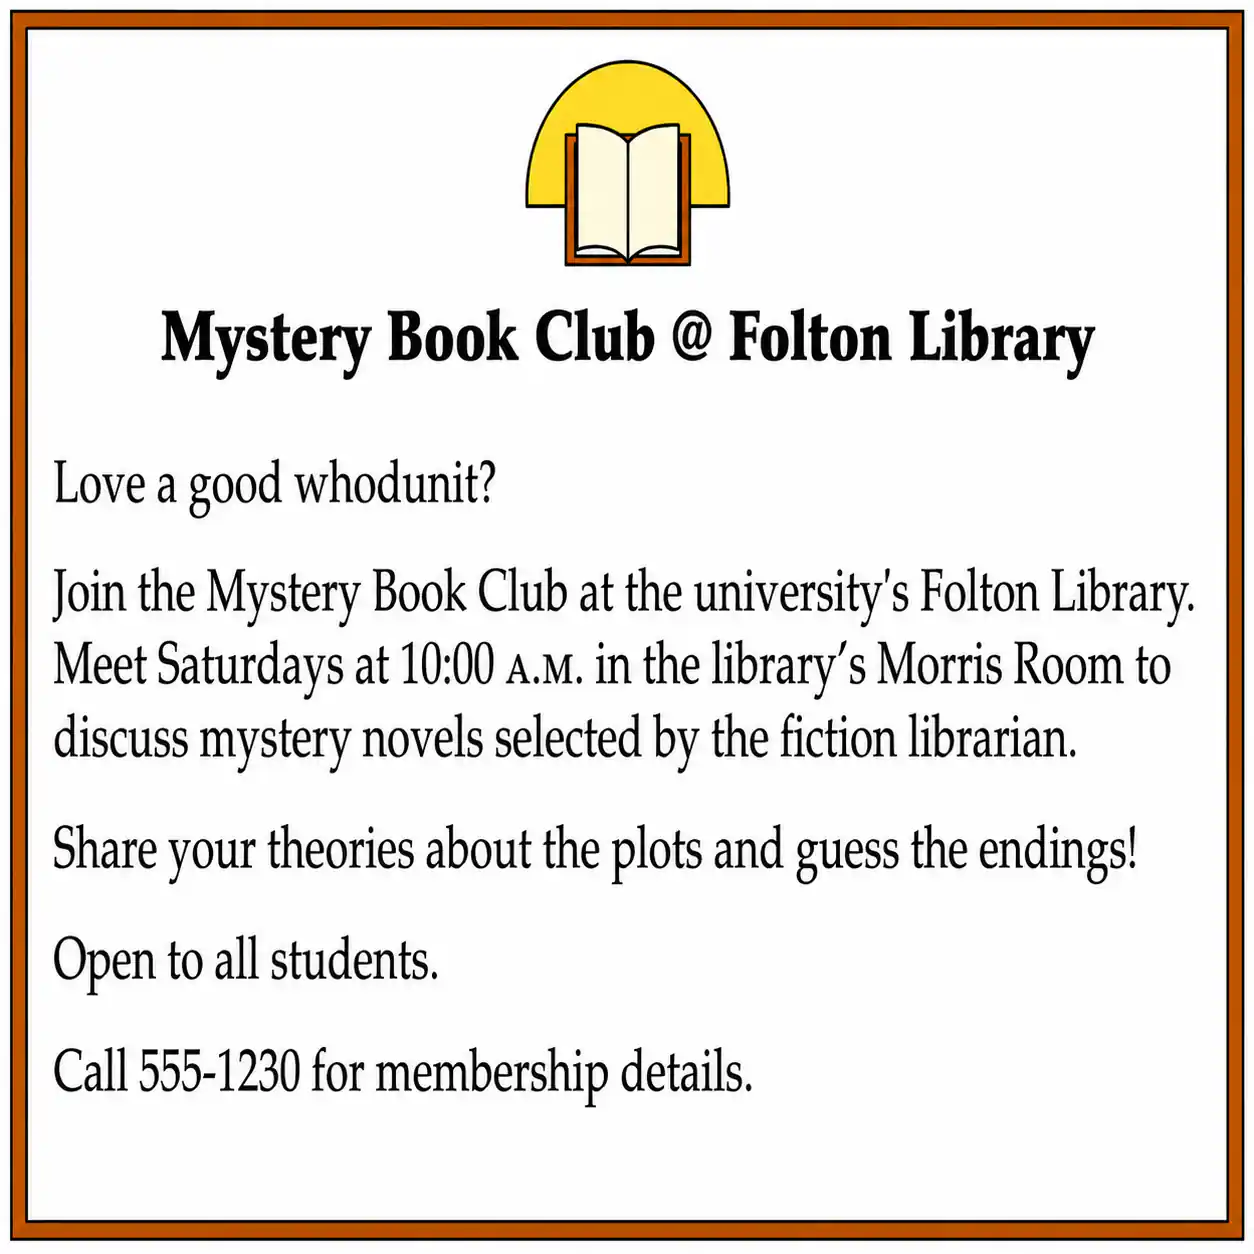 Mystery Book Club @ Folton Library
Love a good whodunit?
Join the Mystery Book Club at the university's Folton Library.
Meet Saturdays at 10:00 A.M. in the library’s Morris Room to
discuss mystery novels selected by the fiction librarian.
Share your theories about the plots and guess the endings!
Open to all students.
Call 555-1230 for membership details.